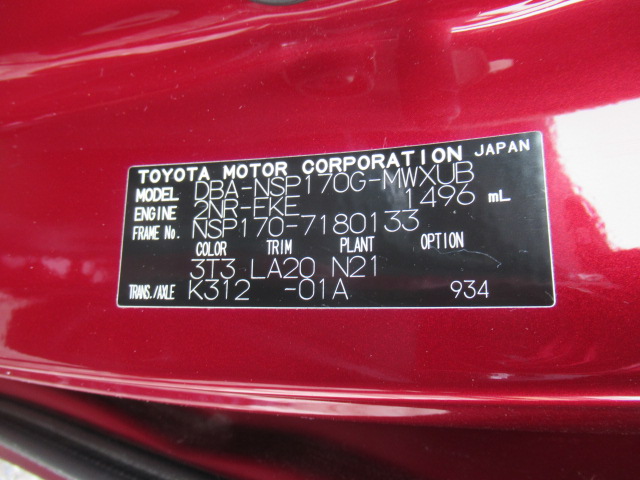 TOYOTA MOTOR CORPORATION JAPAN
MODEL DBA-NSP170G-MWXUB
ENGINE 2NR-FKE 1496 mL
FRAME No. NSP170-7180133
COLOR TRIM PLANT OPTION
3T3 LA20 N21
TRANS./AXLE K312 -01A 934